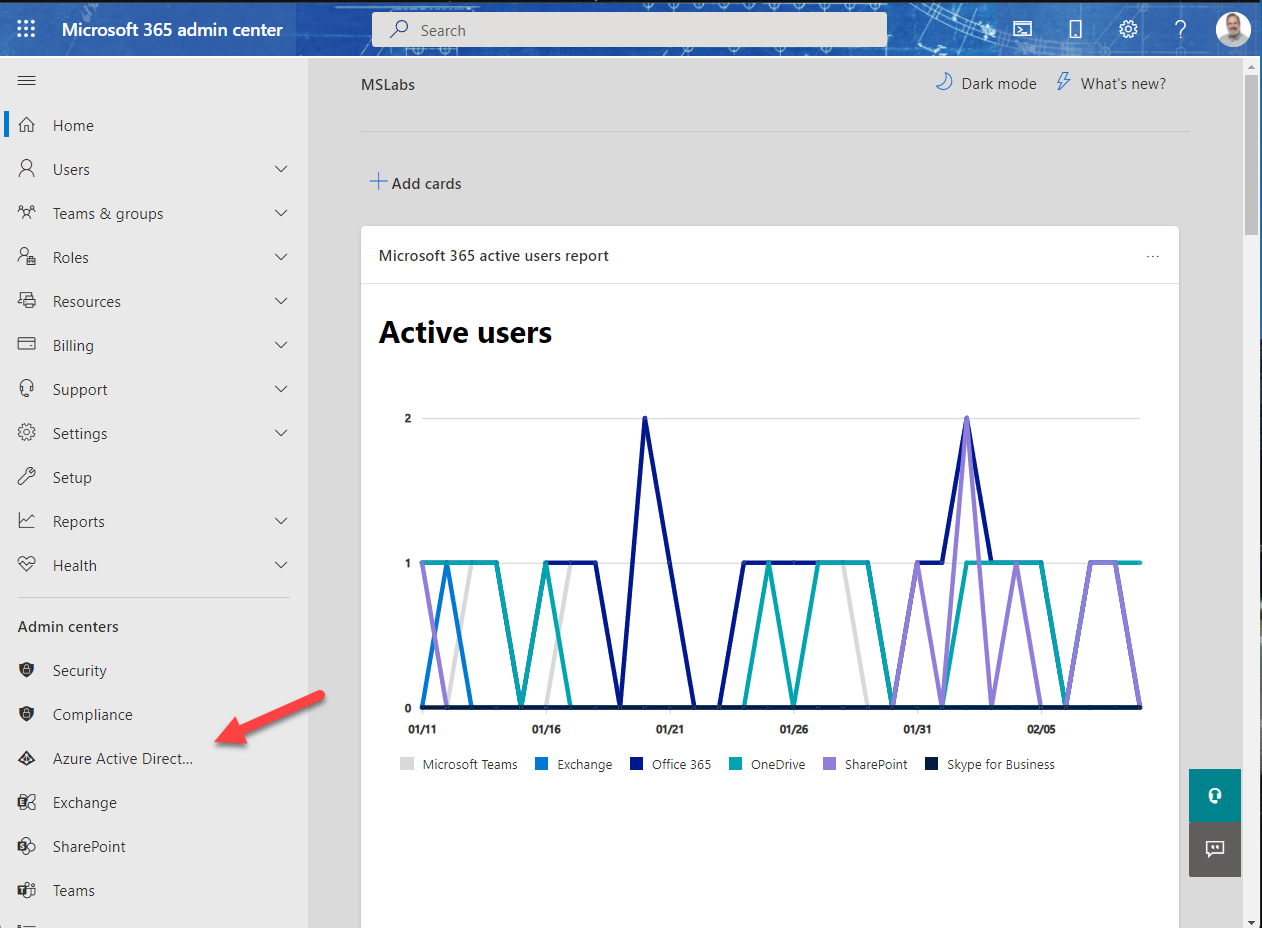 Microsoft 365 admin center
Search
MSLabs
Dark mode
What's new?
Home
Users
Teams & groups
Roles
Resources
Billing
Support
Settings
Setup
Reports
Health
Admin centers
Security
Compliance
Azure Active Direct...
Exchange
SharePoint
Teams
Add cards
Microsoft 365 active users report
Active users
2
1
0
01/11 01/16 01/21 01/26 01/31 02/05
Microsoft Teams Exchange Office 365 OneDrive SharePoint Skype for Business